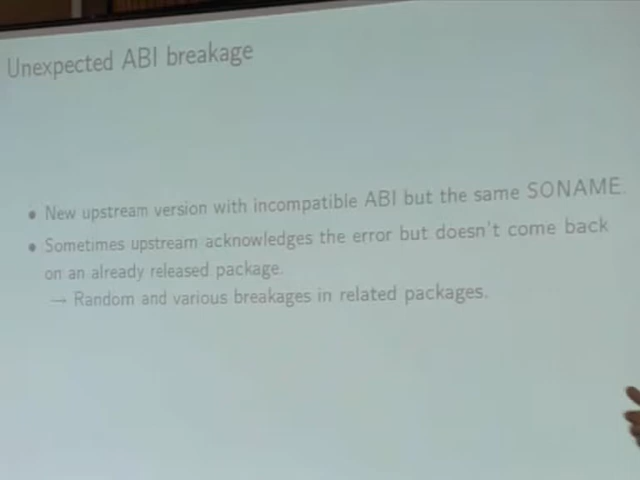 Unexpected ABI breakage
• New upstream version with incompatible ABI but the same SONAME.
• Sometimes upstream acknowledges the error but doesn't come back
on an already released package.
→ Random and various breakages in related packages.